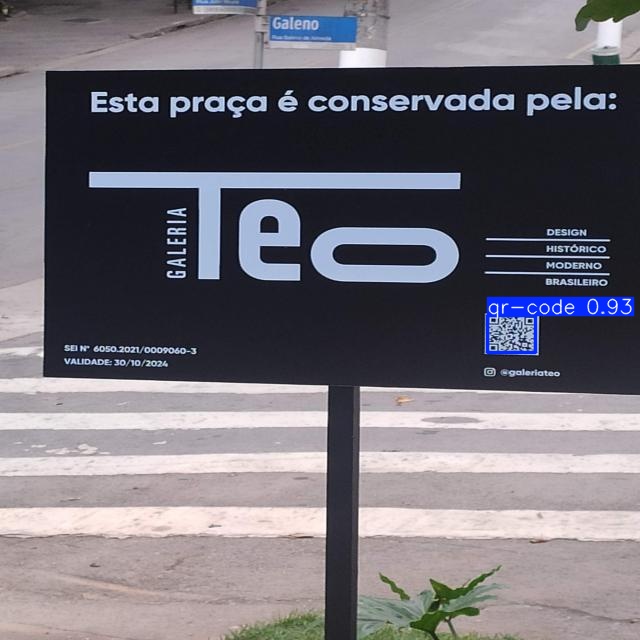 Galeno
Esta praça é conservada pela:
GALERIA
Teo
DESIGN
HISTÓRICO
MODERNO
BRASILEIRO
qr-code 0.93
SEI Nº 6050.2021/0009060-3
VALIDADE: 30/10/2024
@galeriateo